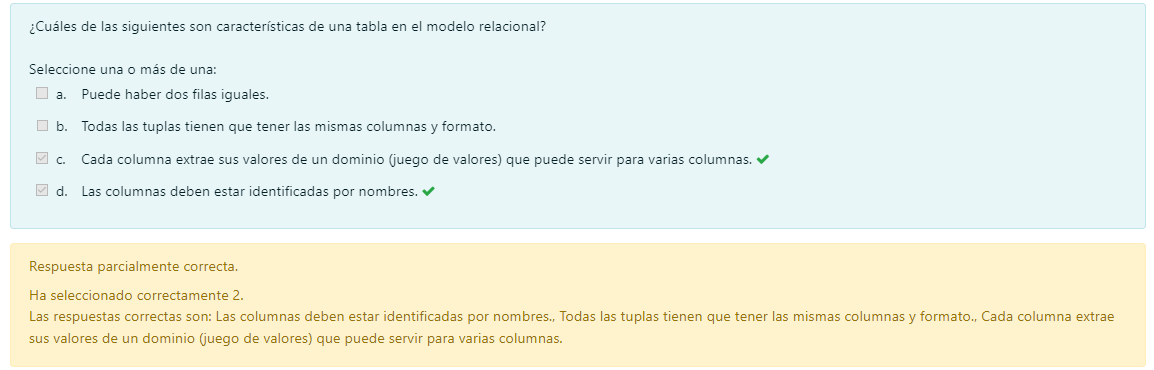 ¿Cuáles de las siguientes son características de una tabla en el modelo relacional?
Seleccione una o más de una:
a. Puede haber dos filas iguales.
b. Todas las tuplas tienen que tener las mismas columnas y formato.
c. Cada columna extrae sus valores de un dominio (juego de valores) que puede servir para varias columnas.
d. Las columnas deben estar identificadas por nombres.
Respuesta parcialmente correcta.
Ha seleccionado correctamente 2.
Las respuestas correctas son: Las columnas deben estar identificadas por nombres., Todas las tuplas tienen que tener las mismas columnas y formato., Cada columna extrae
sus valores de un dominio (juego de valores) que puede servir para varias columnas.